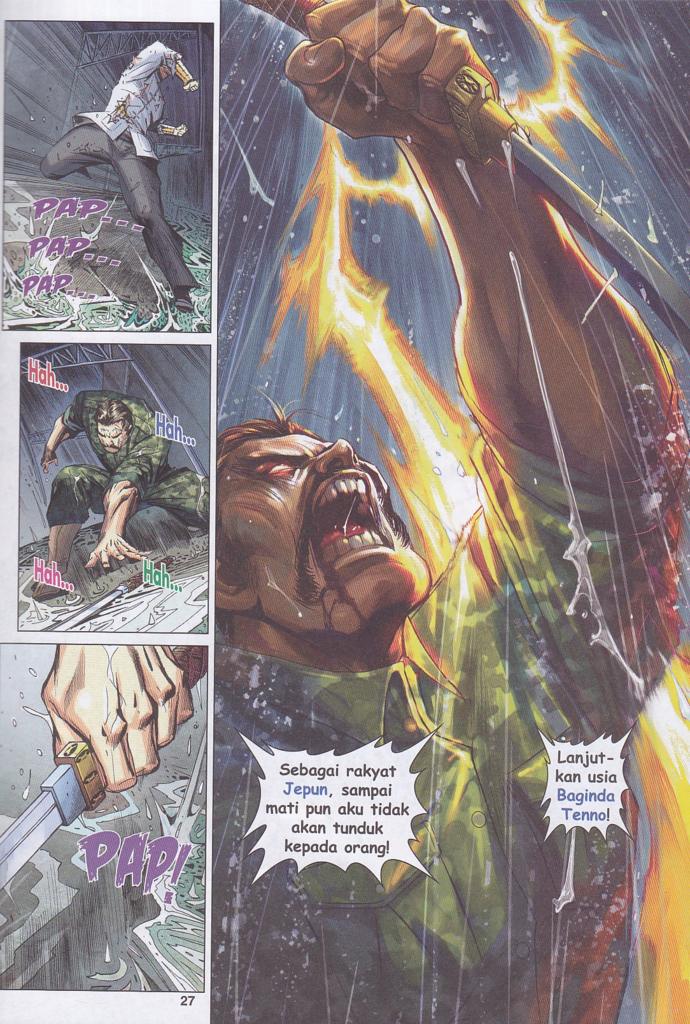 PAP...
PAP...
PAP...
Hah...
Hah...
Hah...
Hah...
PAP!
Sebagai rakyat
Jepun, sampai
mati pun aku tidak
akan tunduk
kepada orang!
Lanjut-
kan usia
Baginda
Tenno!
27